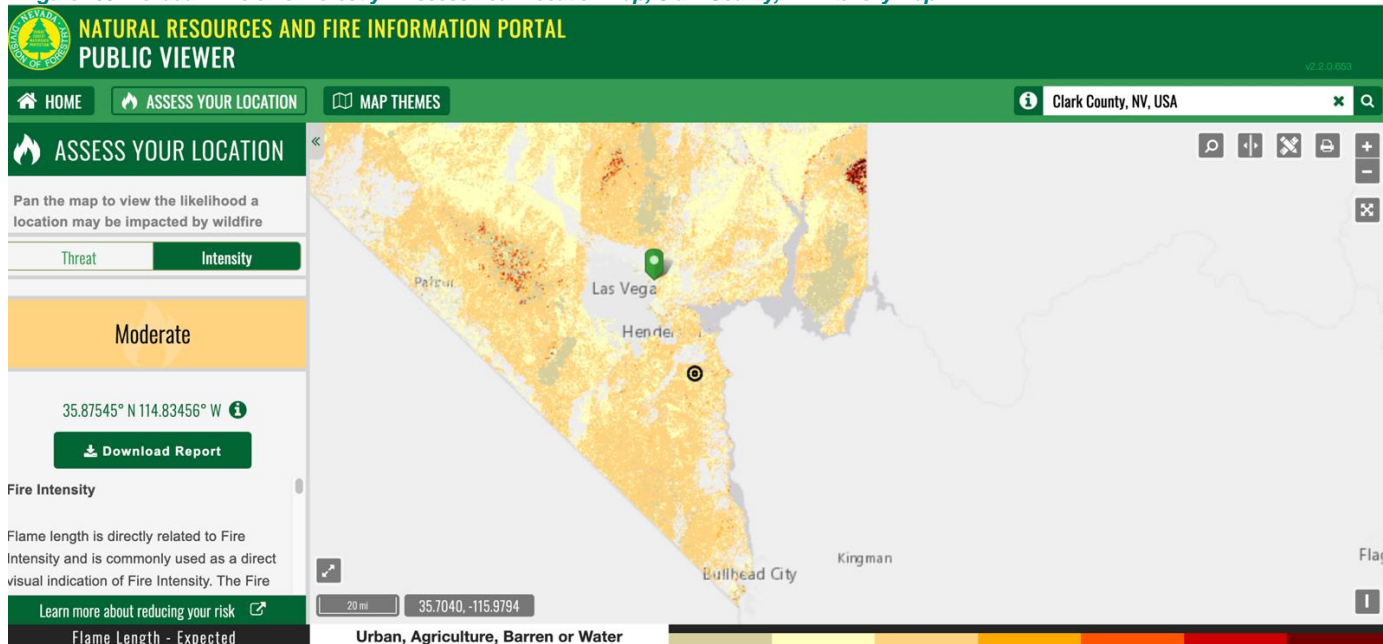 NATURAL RESOURCES AND FIRE INFORMATION PORTAL
PUBLIC VIEWER
v2.2.0.653
HOME
ASSESS YOUR LOCATION
MAP THEMES
Clark County, NV, USA
ASSESS YOUR LOCATION
Pan the map to view the likelihood a
location may be impacted by wildfire
Threat
Intensity
Moderate
35.87545° N 114.83456° W
Download Report
Fire Intensity
Flame length is directly related to Fire
Intensity and is commonly used as a direct
visual indication of Fire Intensity. The Fire
Learn more about reducing your risk
Flame Length - Expected
Las Vega
Hende
Kingman
Bullhead City
Flag
20 mi
35.7040, -115.9794
Urban, Agriculture, Barren or Water